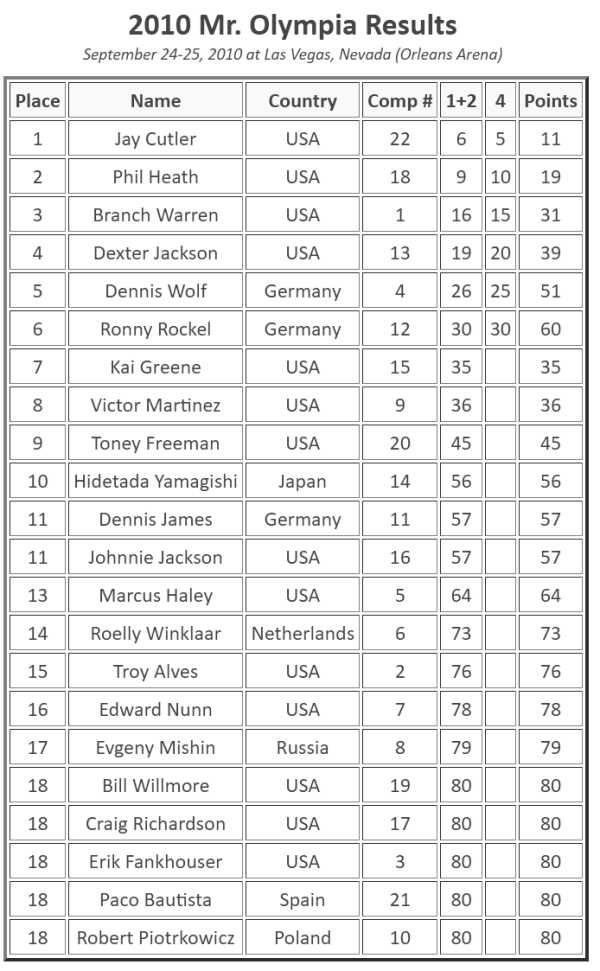 2010 Mr. Olympia Results
September 24-25, 2010 at Las Vegas, Nevada (Orleans Arena)
Place Name Country Comp # 1+2 4 Points
1 Jay Cutler USA 22 6 5 11
2 Phil Heath USA 18 9 10 19
3 Branch Warren USA 1 16 15 31
4 Dexter Jackson USA 13 19 20 39
5 Dennis Wolf Germany 4 26 25 51
6 Ronny Rockel Germany 12 30 30 60
7 Kai Greene USA 15 35 35
8 Victor Martinez USA 9 36 36
9 Toney Freeman USA 20 45 45
10 Hidetada Yamagishi Japan 14 56 56
11 Dennis James Germany 11 57 57
11 Johnnie Jackson USA 16 57 57
13 Marcus Haley USA 5 64 64
14 Roelly Winklaar Netherlands 6 73 73
15 Troy Alves USA 2 76 76
16 Edward Nunn USA 7 78 78
17 Evgeny Mishin Russia 8 79 79
18 Bill Willmore USA 19 80 80
18 Craig Richardson USA 17 80 80
18 Erik Fankhouser USA 3 80 80
18 Paco Bautista Spain 21 80 80
18 Robert Piotrkowicz Poland 10 80 80